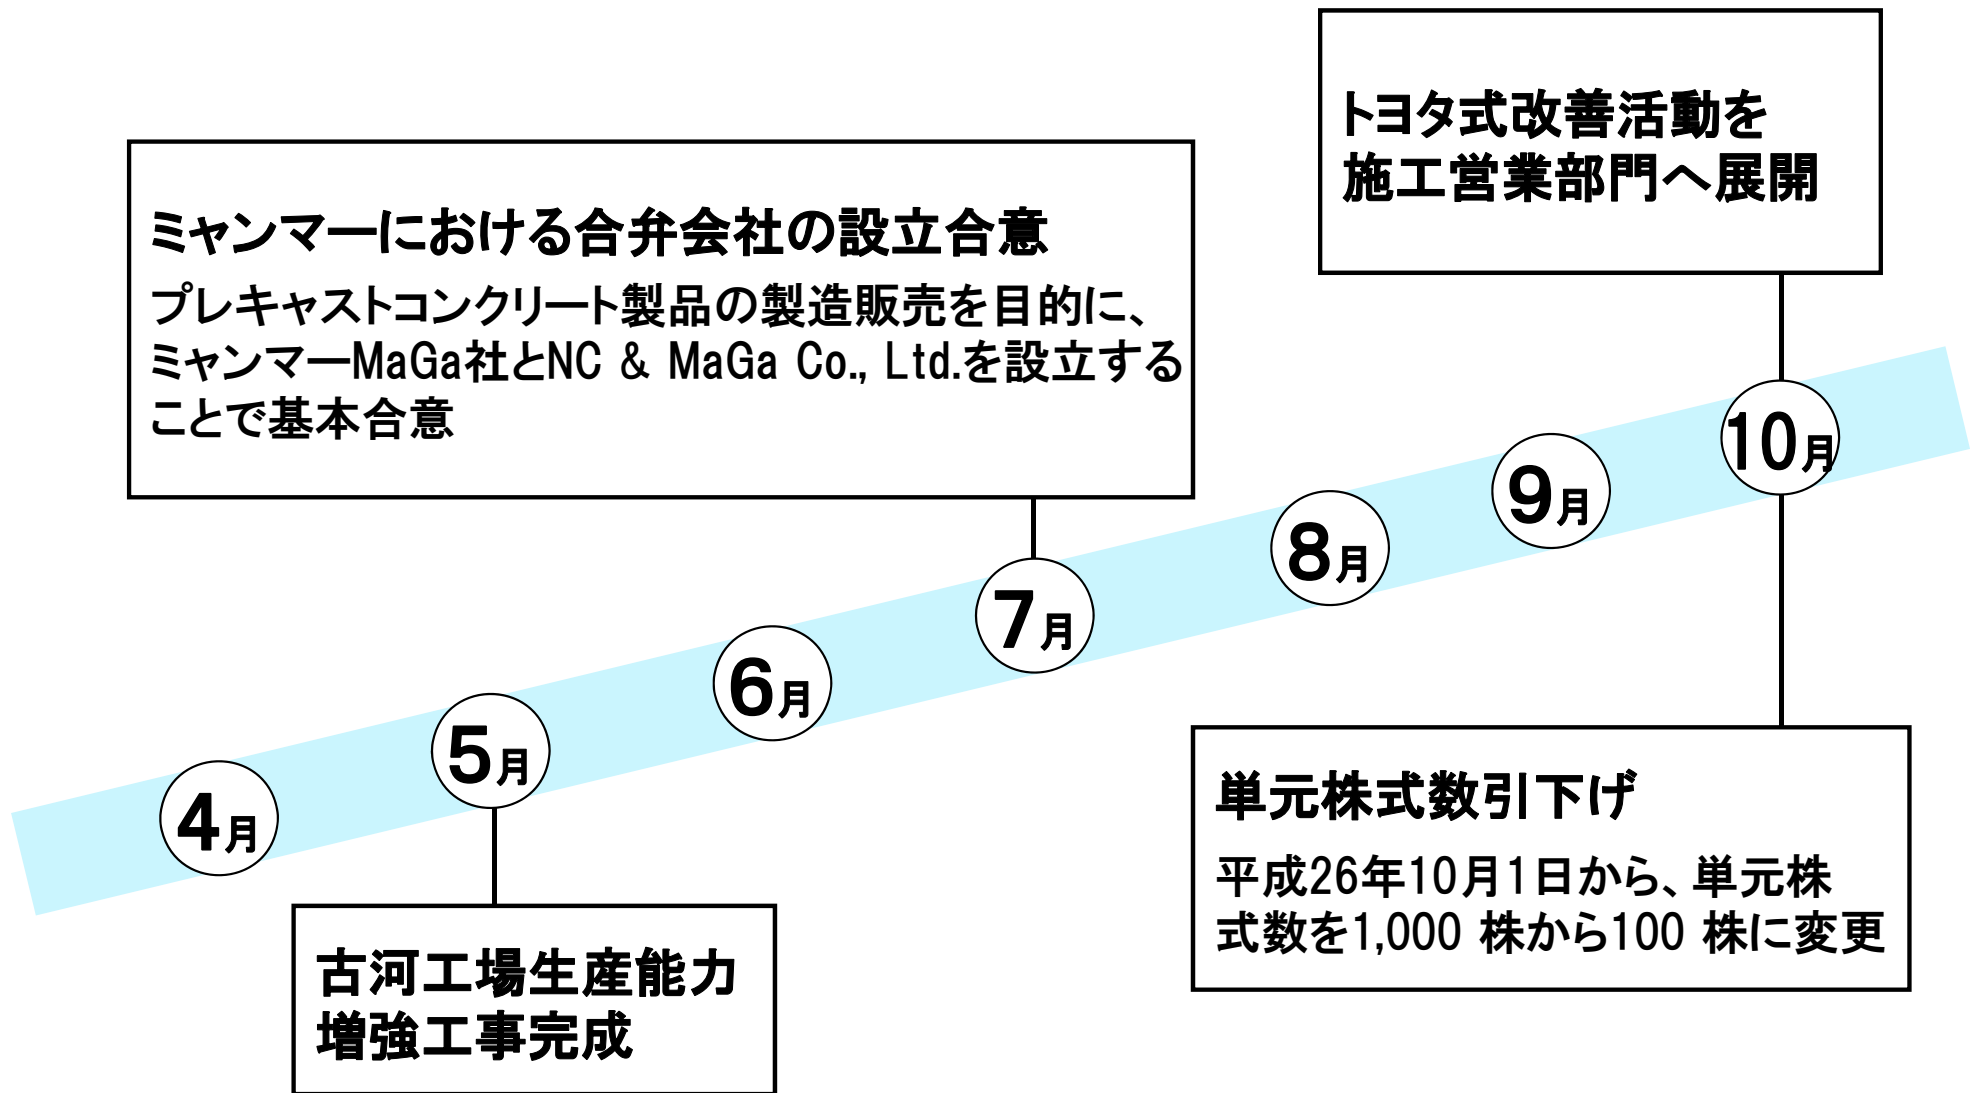 トヨタ式改善活動を
施工営業部門へ展開
ミャンマーにおける合弁会社の設立合意
プレキャストコンクリート製品の製造販売を目的に、
ミャンマーMaGa社とNC & MaGa Co., Ltd.を設立する
ことで基本合意
4月
5月
6月
7月
8月
9月
10月
古河工場生産能力
増強工事完成
単元株式数引下げ
平成26年10月1日から、単元株
式数を1,000 株から100 株に変更